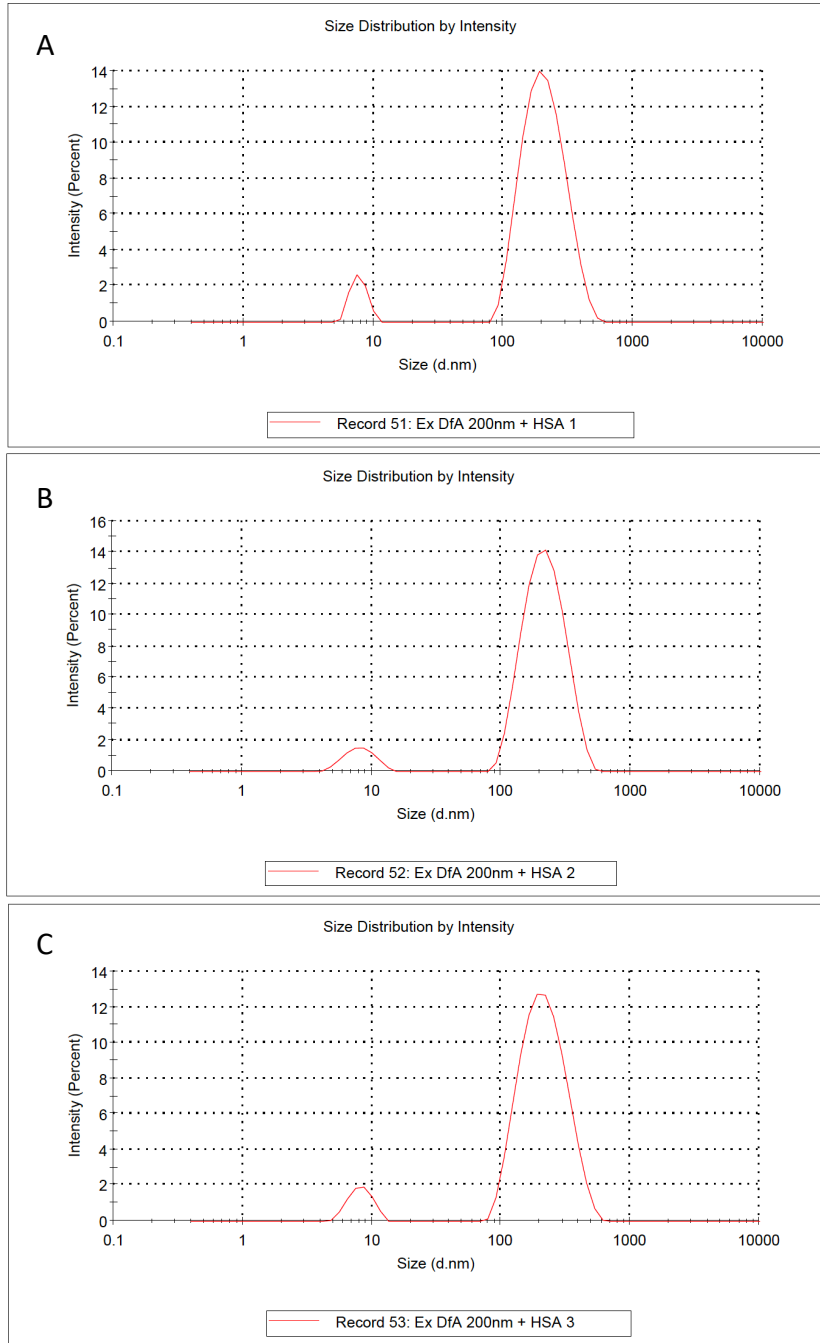 A
Size Distribution by Intensity
Intensity (Percent)
14
12
10
8
6
4
2
0
0.1 1 10 100 1000 10000
Size (d.nm)
Record 51: Ex DfA 200nm + HSA 1
B
Size Distribution by Intensity
Intensity (Percent)
16
14
12
10
8
6
4
2
0
0.1 1 10 100 1000 10000
Size (d.nm)
Record 52: Ex DfA 200nm + HSA 2
C
Size Distribution by Intensity
Intensity (Percent)
14
12
10
8
6
4
2
0
0.1 1 10 100 1000 10000
Size (d.nm)
Record 53: Ex DfA 200nm + HSA 3